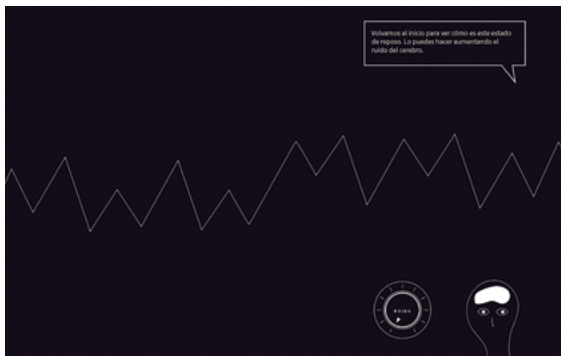 Volvamos al inicio para ver cómo es este estado
de reposo. Lo puedes hacer aumentando el
ruido del cerebro.
RUIDO